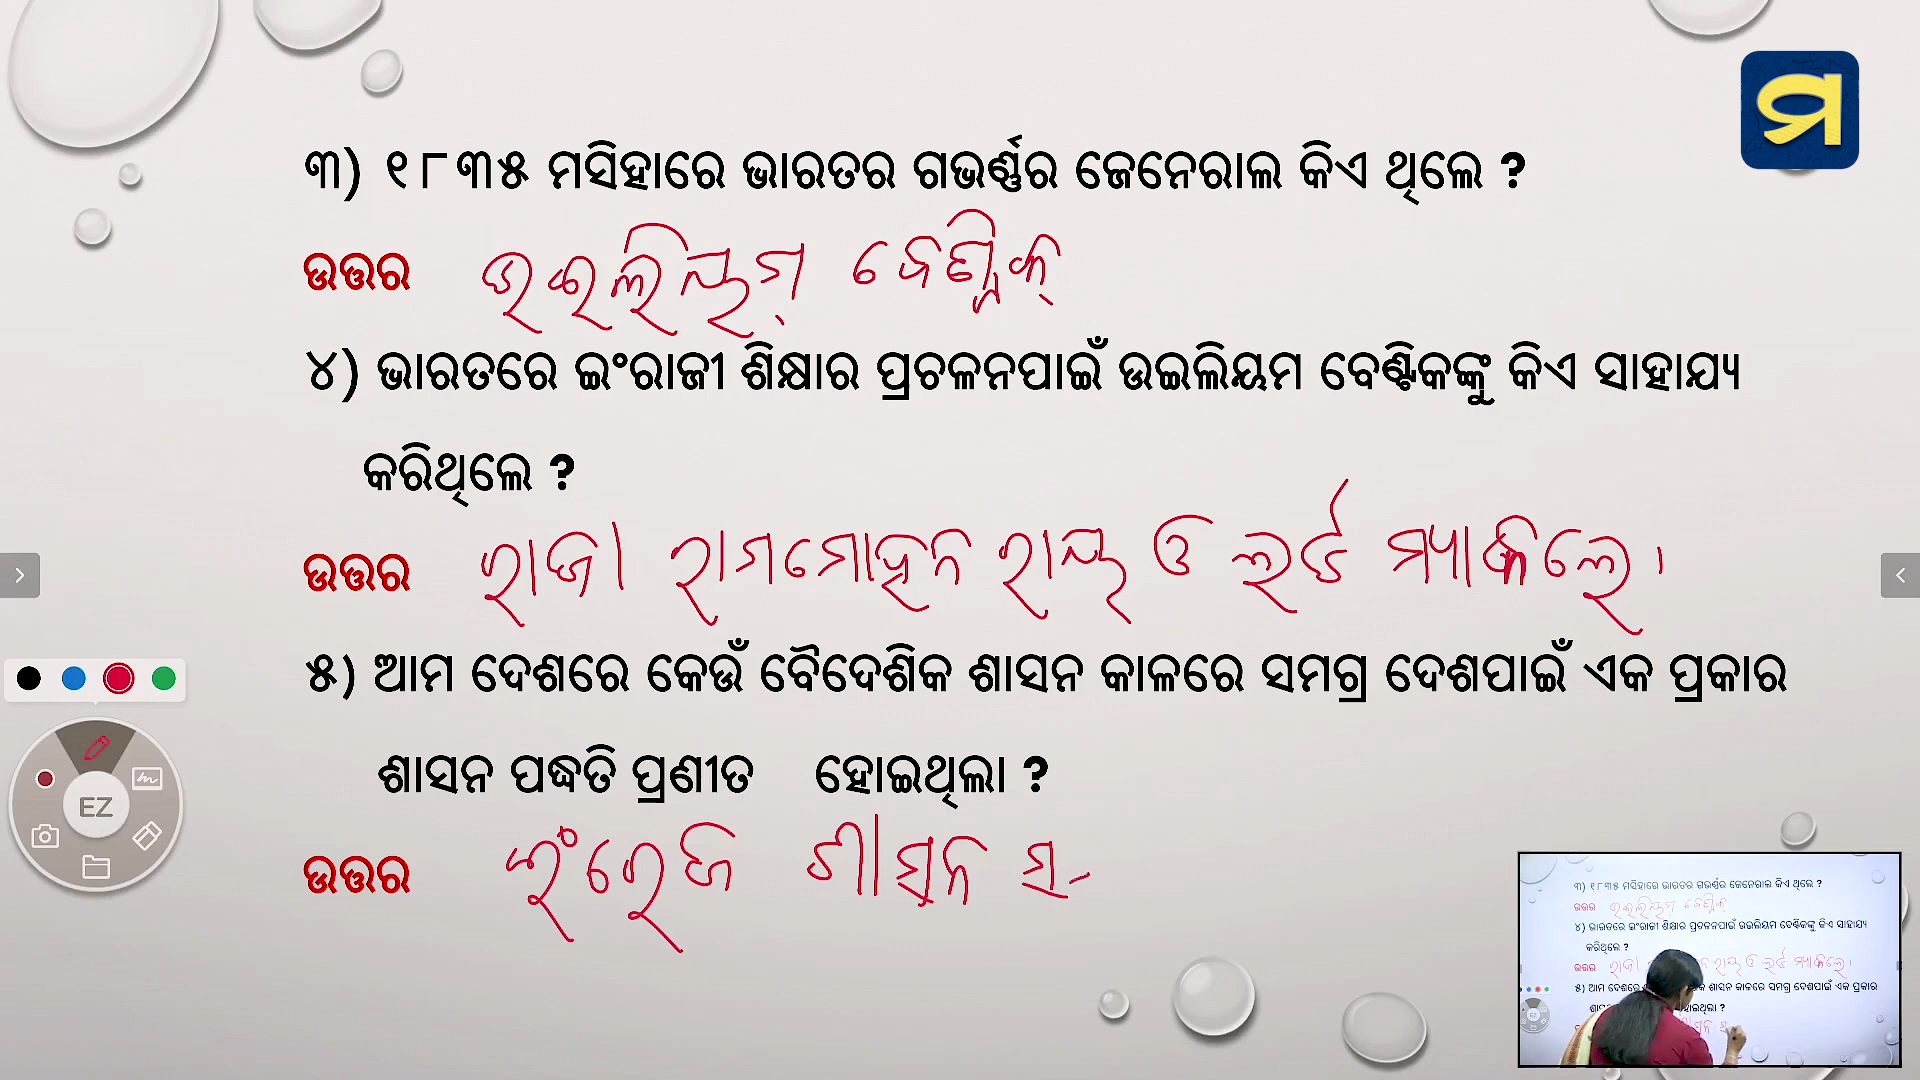 ମ
୩) ୧୮୩୫ ମସିହାରେ ଭାରତର ଗଭର୍ଣ୍ଣର ଜେନେରାଲ କିଏ ଥିଲେ ?
ଉତ୍ତର ଉଇଲିୟମ୍ ବେଣ୍ଟିକ୍
୪) ଭାରତରେ ଇଂରାଜୀ ଶିକ୍ଷାର ପ୍ରଚଳନପାଇଁ ଉଇଲିୟମ ବେଣ୍ଟିକଙ୍କୁ କିଏ ସାହାଯ୍ୟ
କରିଥିଲେ ?
ଉତ୍ତର ରାଜା ରାମମୋହନ ରାୟ ଓ ଲର୍ଡ ମ୍ୟାକଲେ ।
୫) ଆମ ଦେଶରେ କେଉଁ ବୈଦେଶିକ ଶାସନ କାଳରେ ସମଗ୍ର ଦେଶପାଇଁ ଏକ ପ୍ରକାର
ଶାସନ ପଦ୍ଧତି ପ୍ରଣୀତ ହୋଇଥିଲା ?
ଉତ୍ତର ଇଂରେଜ ଶାସନ ସ
EZ